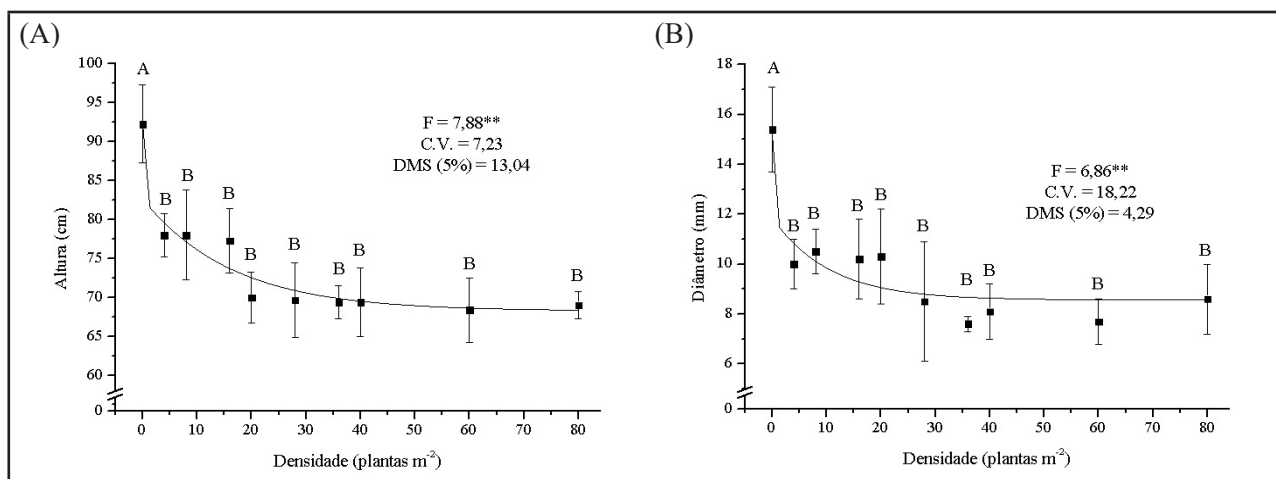 (A)
100
95
90
85
80
75
70
65
60
0
Altura (cm)
A
B
B
B
B
B
B
B
B
B
F = 7,88**
C.V. = 7,23
DMS (5%) = 13,04
0 10 20 30 40 50 60 70 80
Densidade (plantas m⁻²)
(B)
18
16
14
12
10
8
6
0
Diâmetro (mm)
A
B
B
B
B
B
B
B
B
B
F = 6,86**
C.V. = 18,22
DMS (5%) = 4,29
0 10 20 30 40 50 60 70 80
Densidade (plantas m⁻²)